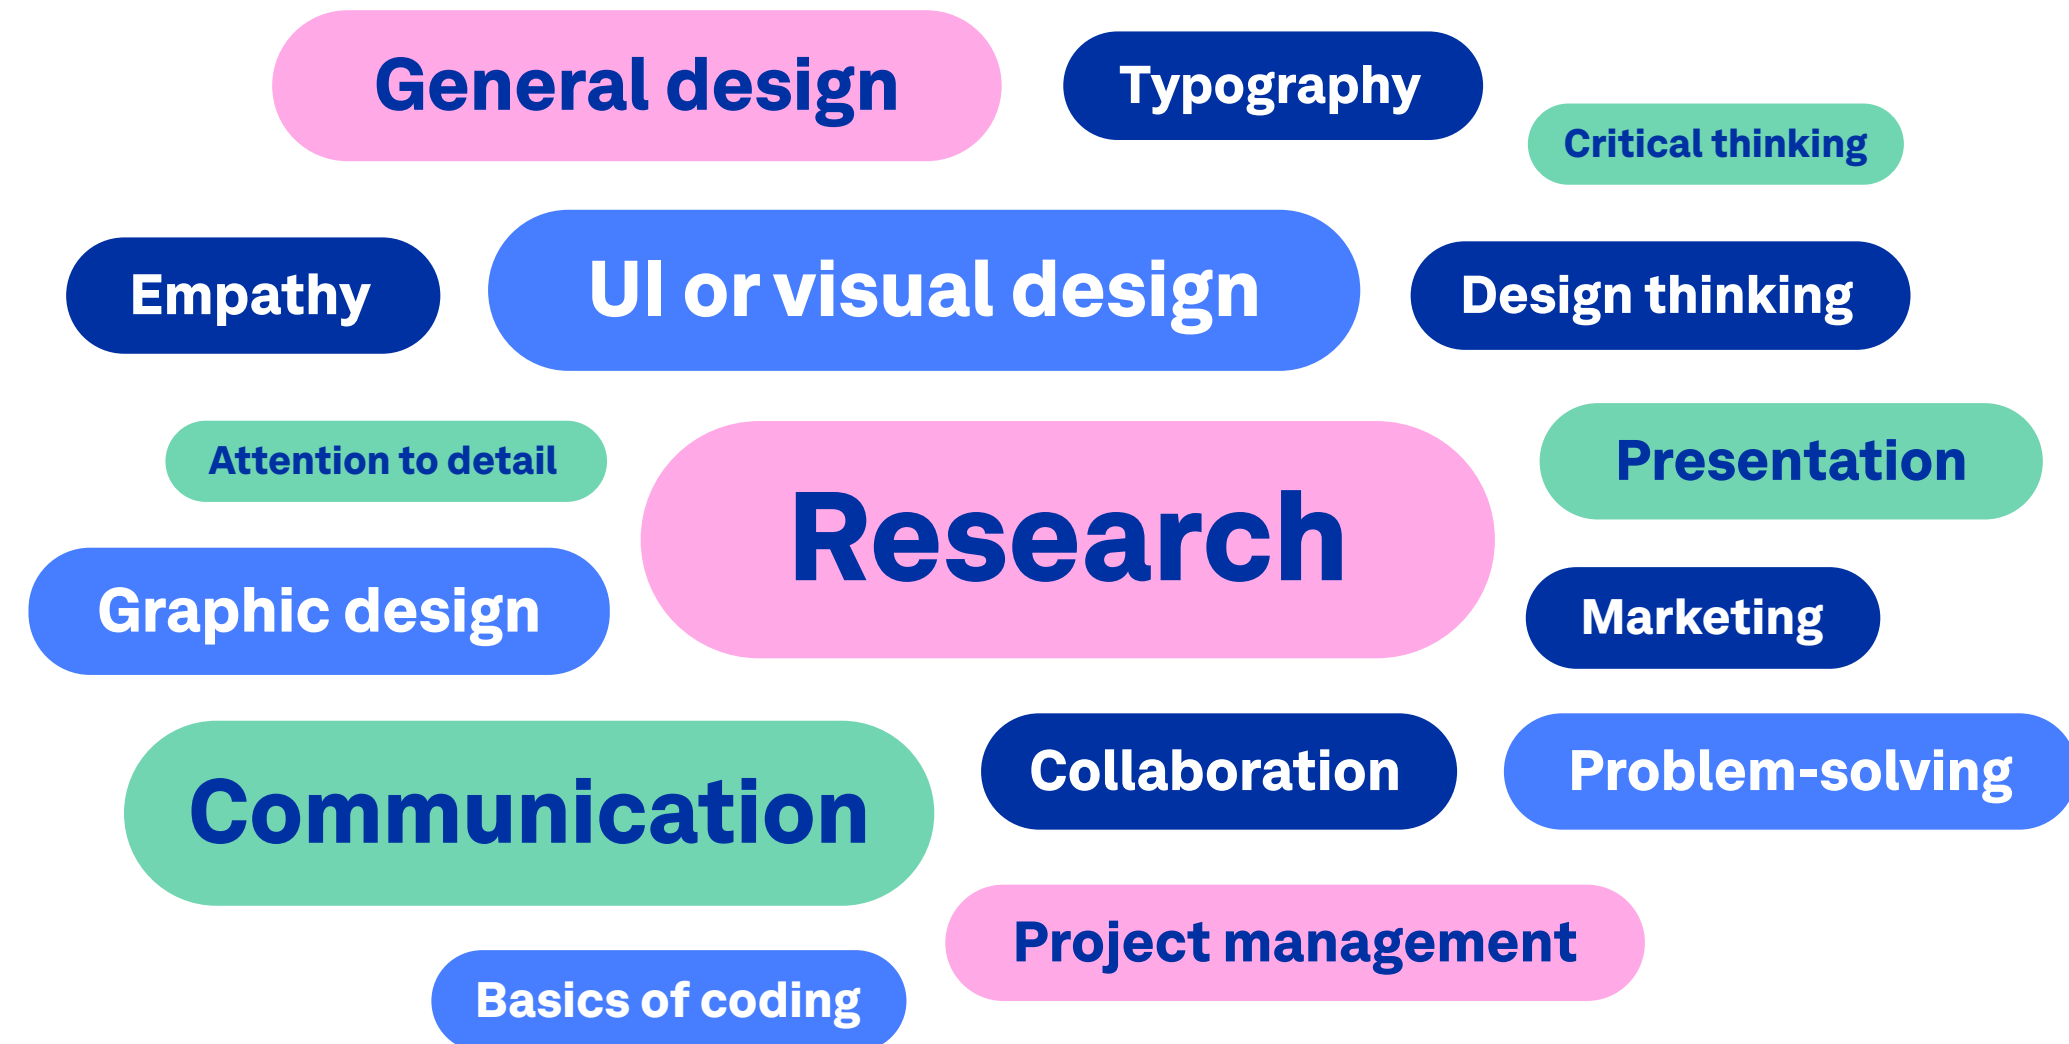 General design
Typography
Critical thinking
Empathy
UI or visual design
Design thinking
Attention to detail
Research
Presentation
Graphic design
Marketing
Communication
Collaboration
Problem-solving
Project management
Basics of coding